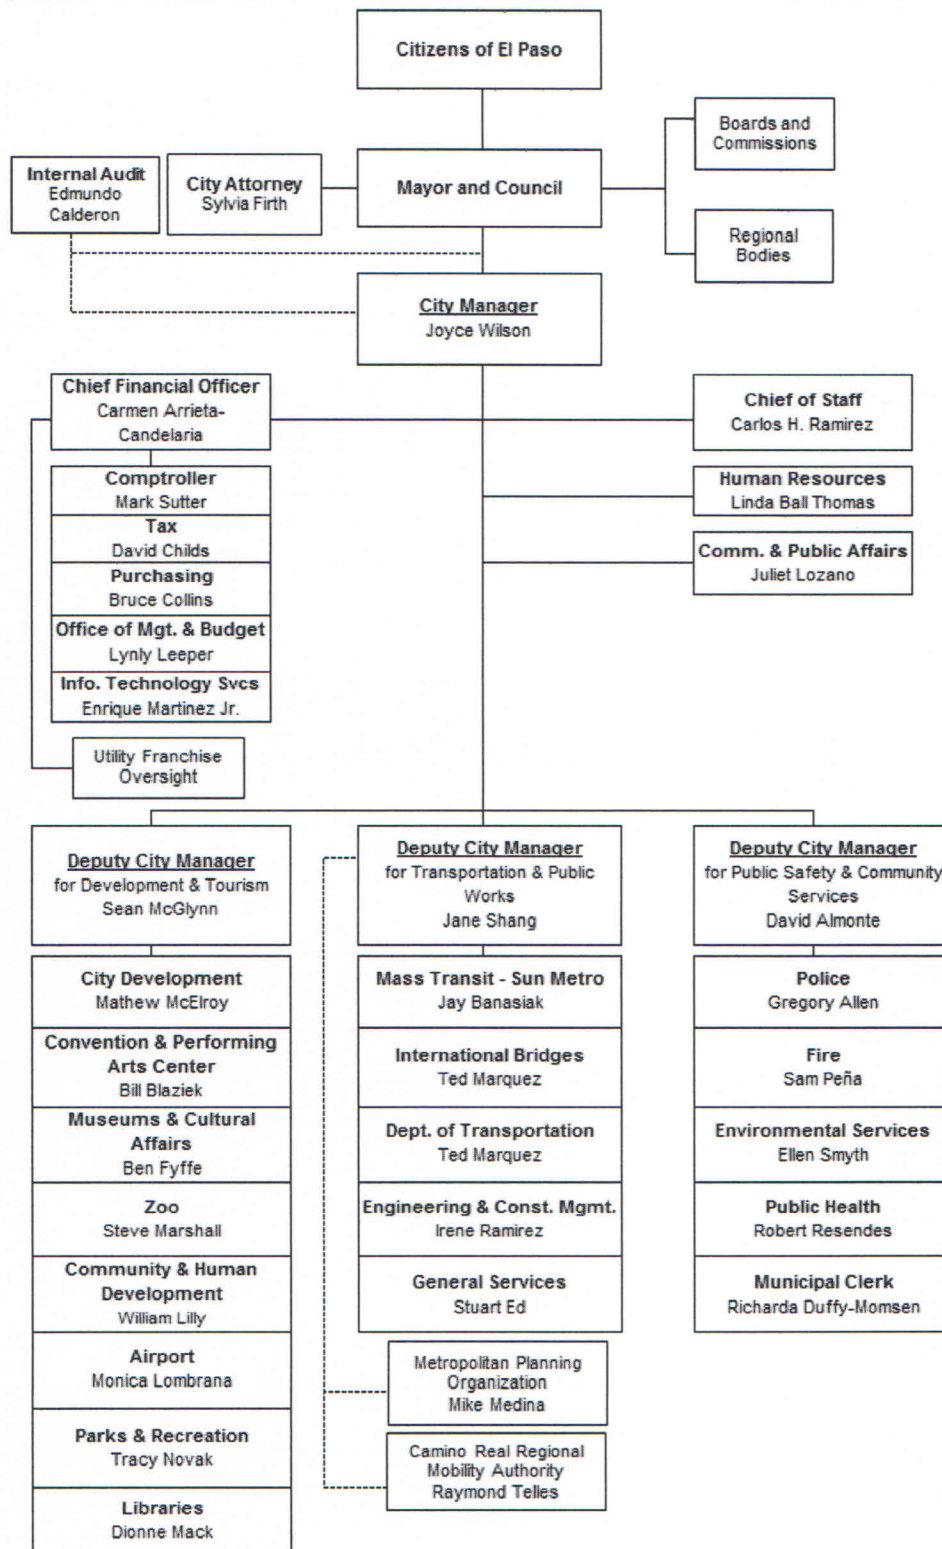 Citizens of El Paso
Boards and
Commissions
Internal Audit
Edmundo
Calderon
City Attorney
Sylvia Firth
Mayor and Council
Regional
Bodies
City Manager
Joyce Wilson
Chief Financial Officer
Carmen Arrieta-
Candelaria
Chief of Staff
Carlos H. Ramirez
Comptroller
Mark Sutter
Tax
David Childs
Purchasing
Bruce Collins
Office of Mgt. & Budget
Lynly Leeper
Info. Technology Svcs
Enrique Martinez Jr.
Human Resources
Linda Ball Thomas
Comm. & Public Affairs
Juliet Lozano
Utility Franchise
Oversight
Deputy City Manager
for Development & Tourism
Sean McGlynn
City Development
Mathew McElroy
Convention & Performing
Arts Center
Bill Blaziek
Museums & Cultural
Affairs
Ben Fyffe
Zoo
Steve Marshall
Community & Human
Development
William Lilly
Airport
Monica Lombrana
Parks & Recreation
Tracy Novak
Libraries
Dionne Mack
Deputy City Manager
for Transportation & Public
Works
Jane Shang
Mass Transit - Sun Metro
Jay Banasiak
International Bridges
Ted Marquez
Dept. of Transportation
Ted Marquez
Engineering & Const. Mgmt.
Irene Ramirez
General Services
Stuart Ed
Metropolitan Planning
Organization
Mike Medina
Camino Real Regional
Mobility Authority
Raymond Telles
Deputy City Manager
for Public Safety & Community
Services
David Almonte
Police
Gregory Allen
Fire
Sam Peña
Environmental Services
Ellen Smyth
Public Health
Robert Resendes
Municipal Clerk
Richarda Duffy-Momsen